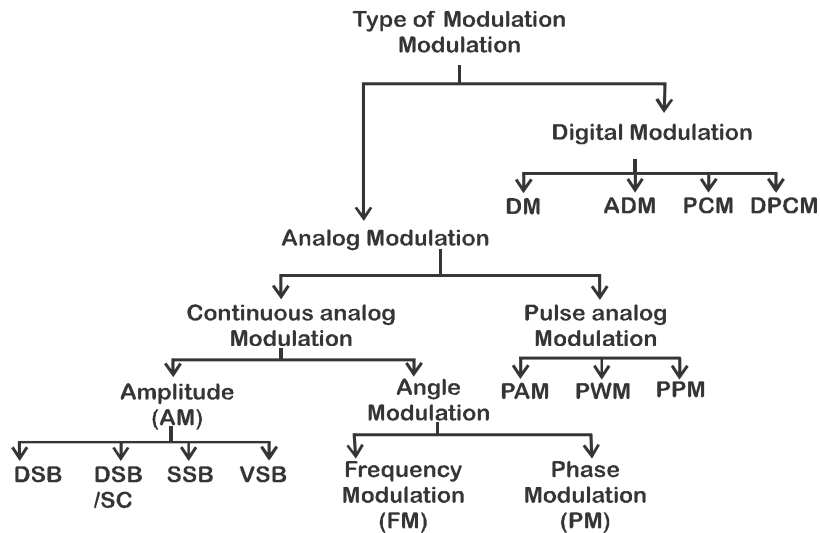 Type of Modulation
Modulation
Digital Modulation
DM ADM PCM DPCM
Analog Modulation
Continuous analog
Modulation
Pulse analog
Modulation
Amplitude
(AM)
Angle
Modulation
PAM PWM PPM
DSB
DSB
/SC
SSB
VSB
Frequency
Modulation
(FM)
Phase
Modulation
(PM)